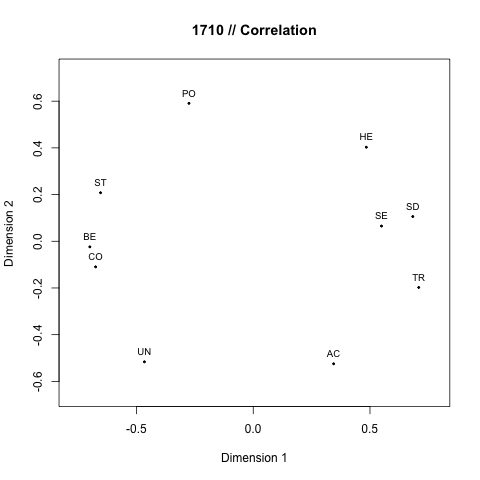 1710 // Correlation
PO
HE
ST
SD
SE
BE
CO
TR
UN
AC
0.6
0.4
0.2
0.0
-0.2
-0.4
-0.6
Dimension 2
-0.5
0.0
0.5
Dimension 1